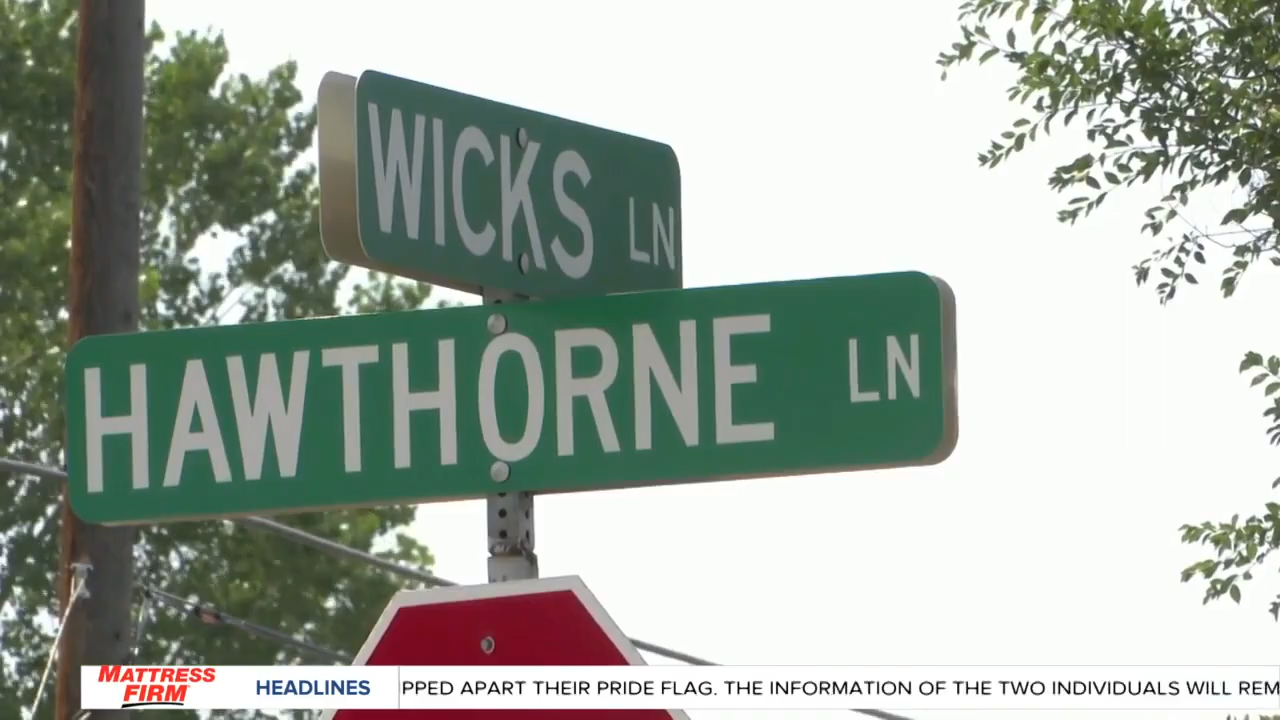 WICKS LN
HAWTHORNE LN
MATTRESS
FIRM
HEADLINES
PPED APART THEIR PRIDE FLAG. THE INFORMATION OF THE TWO INDIVIDUALS WILL REM